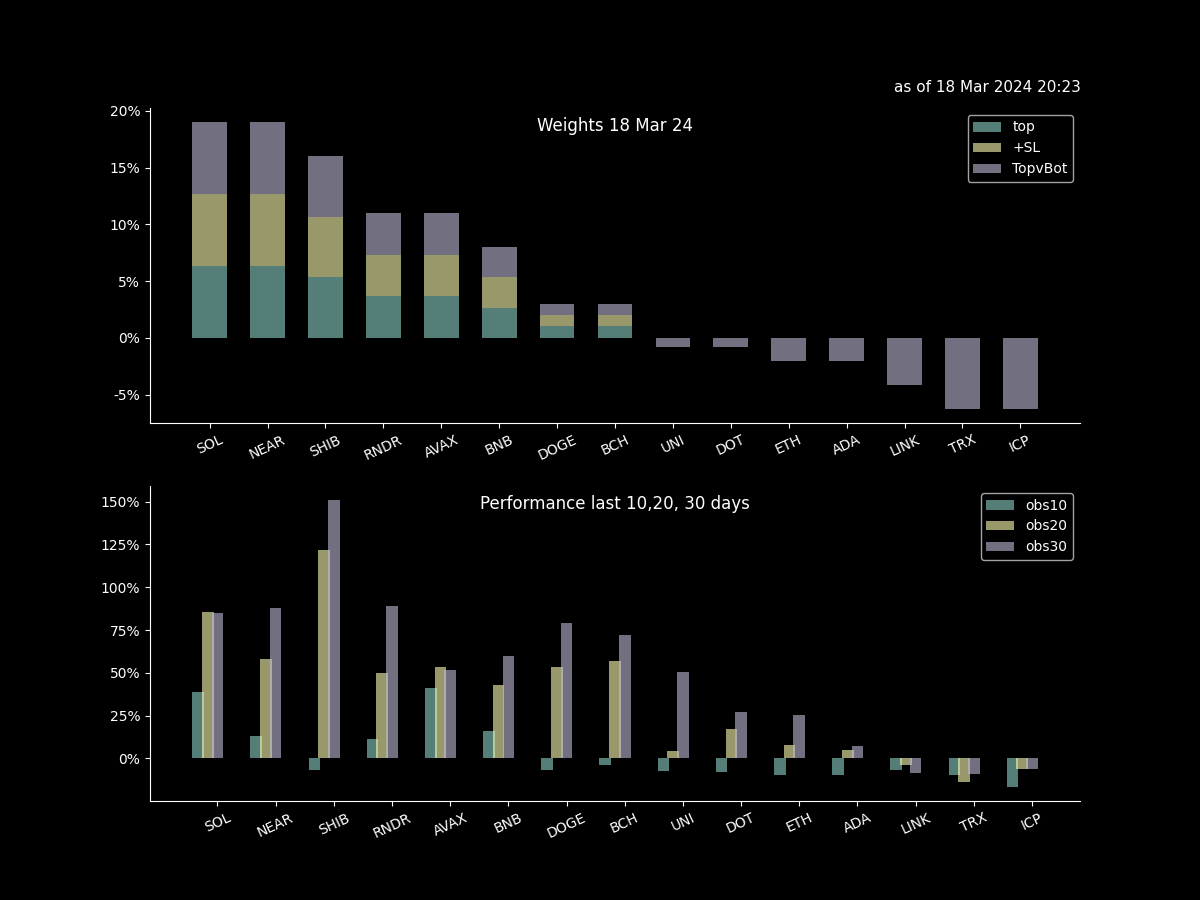 as of 18 Mar 2024 20:23
Weights 18 Mar 24
20%
15%
10%
5%
0%
-5%
top
+SL
TopvBot
SOL NEAR SHIB RNDR AVAX BNB DOGE BCH UNI DOT ETH ADA LINK TRX ICP
Performance last 10,20, 30 days
150%
125%
100%
75%
50%
25%
0%
obs10
obs20
obs30
SOL NEAR SHIB RNDR AVAX BNB DOGE BCH UNI DOT ETH ADA LINK TRX ICP